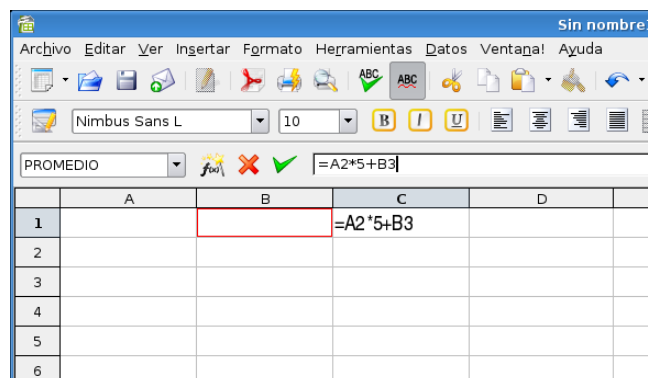 Sin nombre1
Archivo Editar Ver Insertar Formato Herramientas Datos Ventana! Ayuda
ABC ABC
Nimbus Sans L 10 B I U
PROMEDIO f(x) =A2*5+B3
A B C D
1 =A2*5+B3
2
3
4
5
6